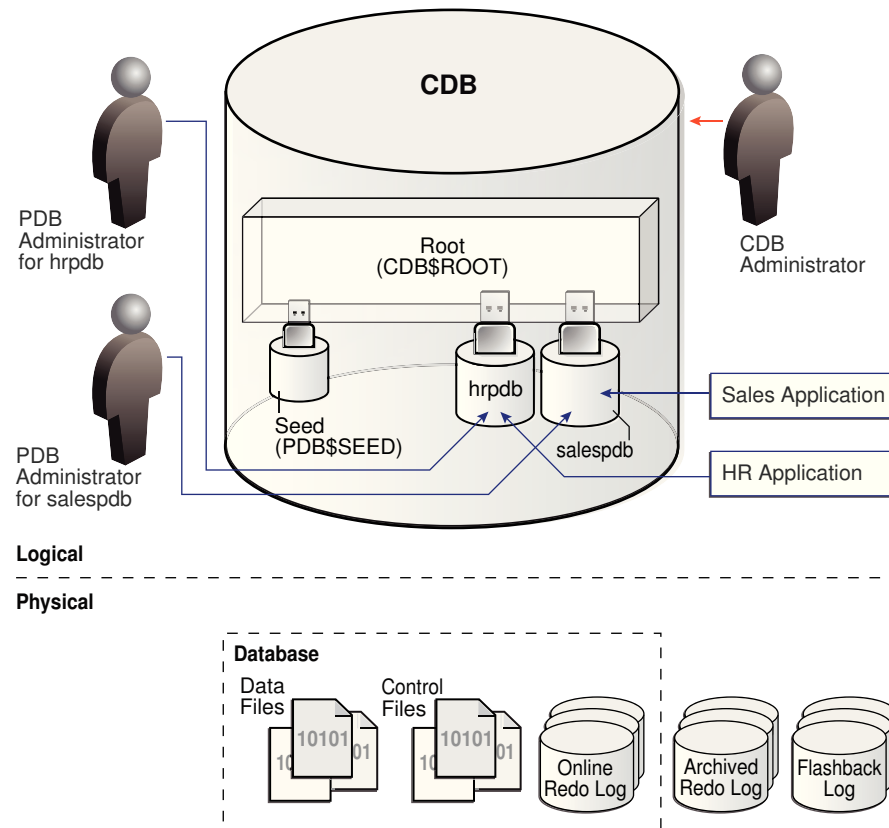 CDB
PDB
Administrator
for hrpdb
Root
(CDB$ROOT)
CDB
Administrator
hrpdb
Sales Application
Seed
(PDB$SEED)
salespdb
PDB
Administrator
for salespdb
HR Application
Logical
Physical
Database
Data
Files
10101
10
01
Control
Files
10101
10
01
Online
Redo Log
Archived
Redo Log
Flashback
Log